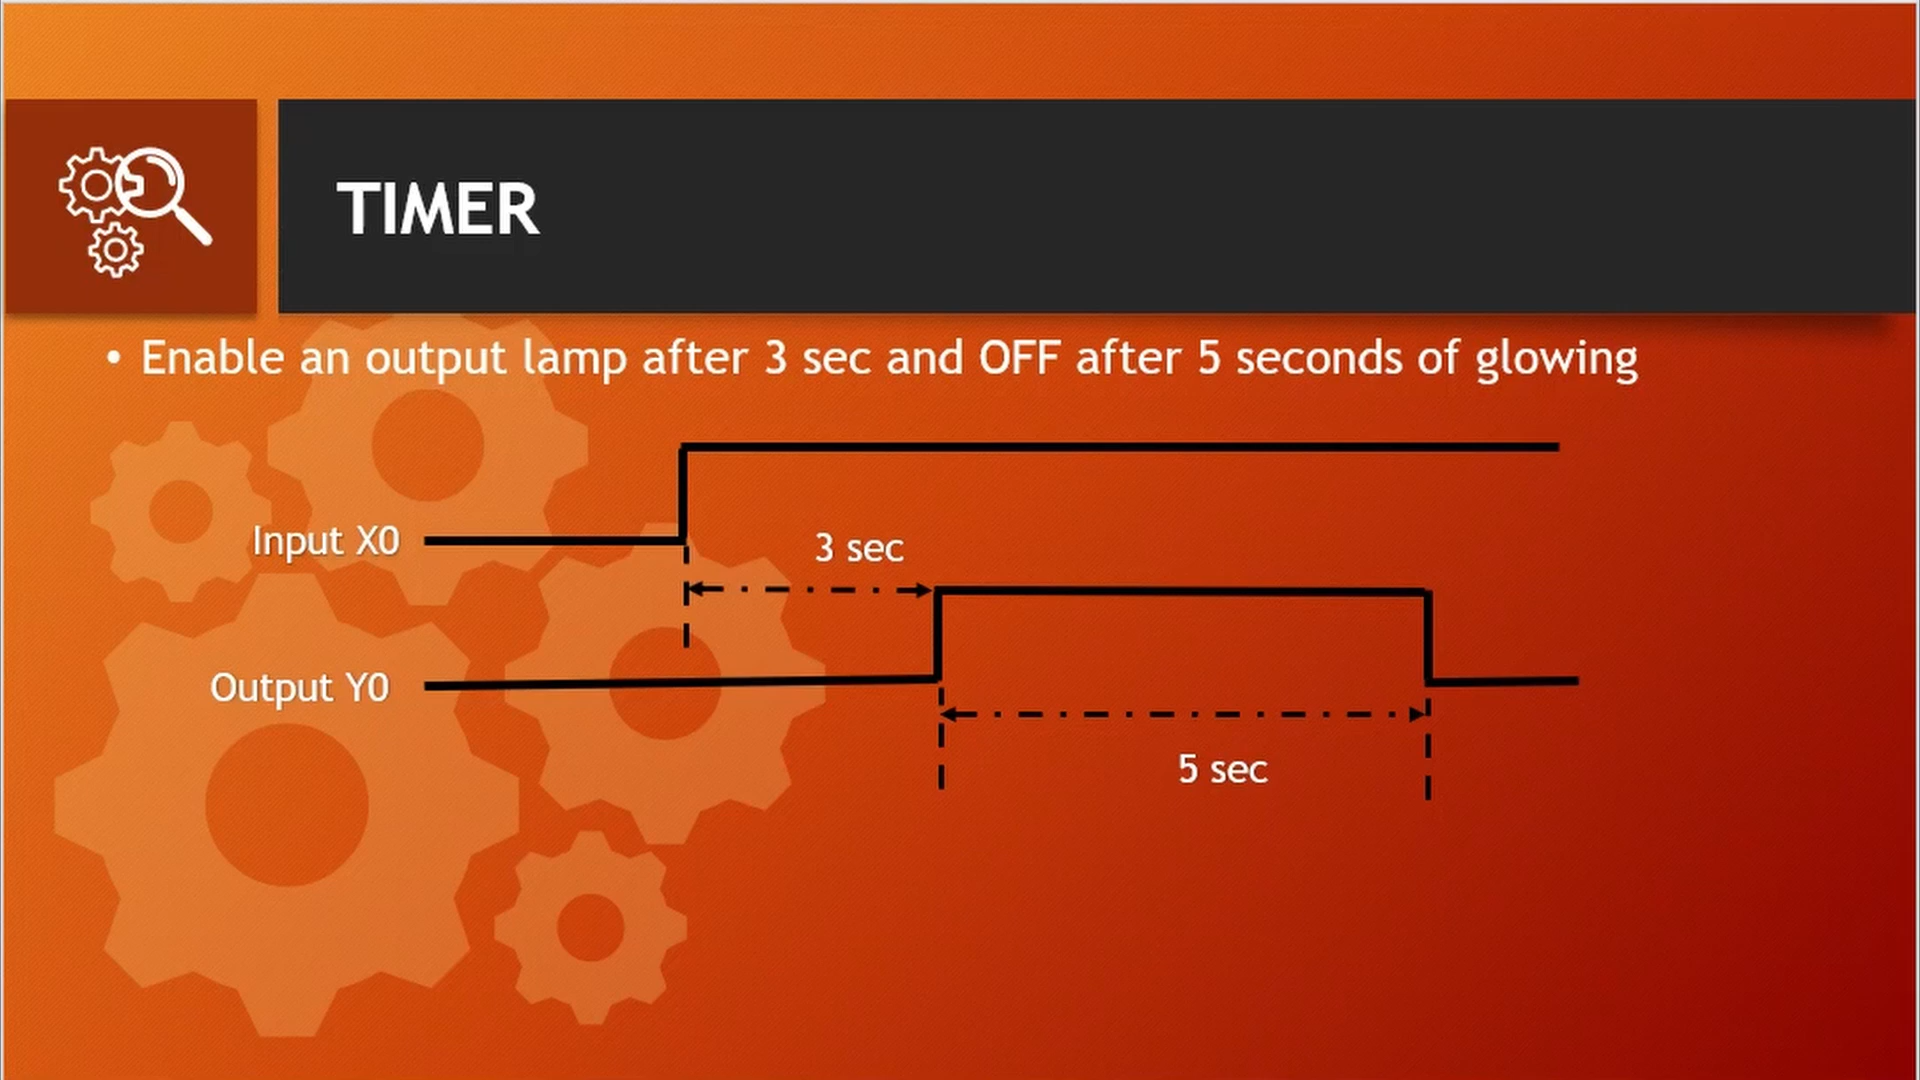 TIMER
• Enable an output lamp after 3 sec and OFF after 5 seconds of glowing
Input X0
3 sec
Output Y0
5 sec